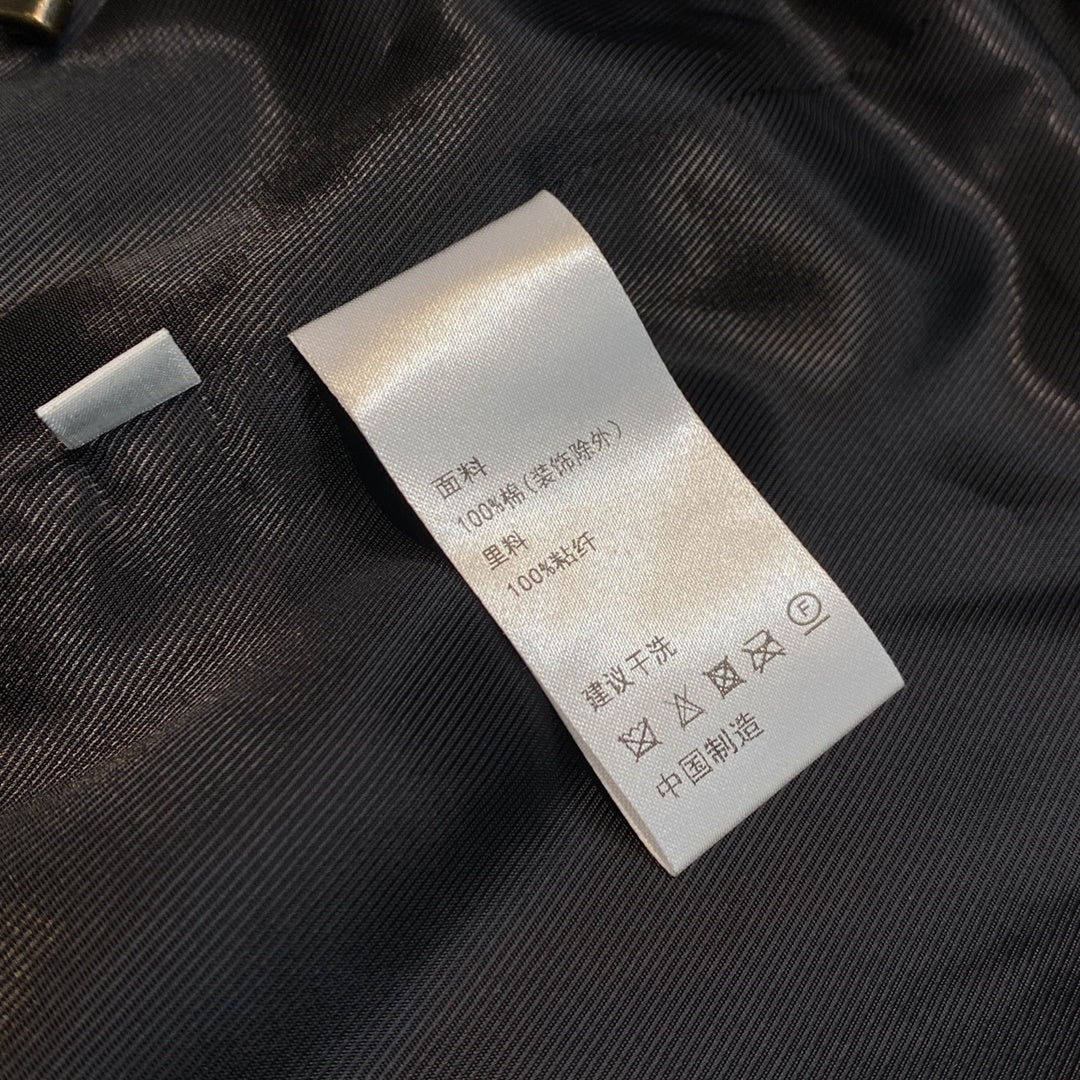 面料
100%棉(装饰除外)
里料
100%粘纤
建议干洗
F
中国制造